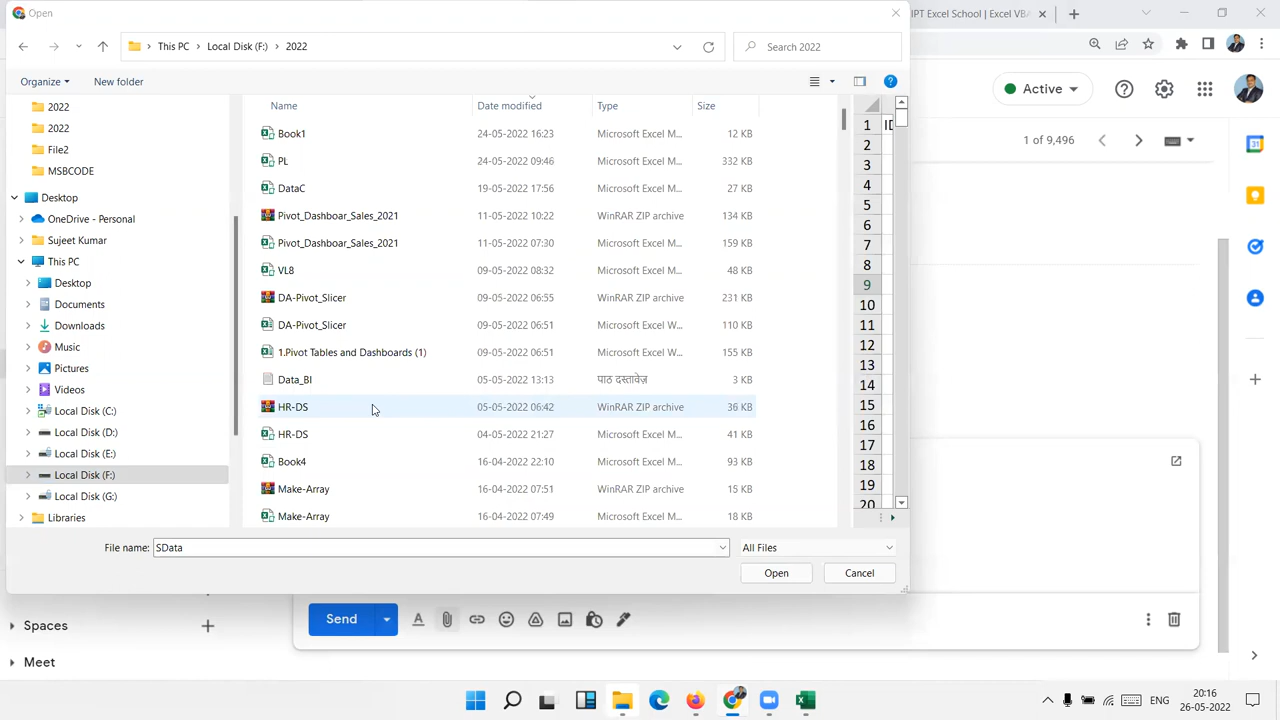 Open
IPT Excel School | Excel VBA
This PC > Local Disk (F:) > 2022
Search 2022
Organize
New folder
Active
Name
Date modified
Type
Size
2022
2022
File2
MSBCODE
Desktop
OneDrive - Personal
Sujeet Kumar
This PC
Desktop
Documents
Downloads
Music
Pictures
Videos
Local Disk (C:)
Local Disk (D:)
Local Disk (E:)
Local Disk (F:)
Local Disk (G:)
Libraries
Book1 24-05-2022 16:23 Microsoft Excel M... 12 KB
PL 24-05-2022 09:46 Microsoft Excel M... 332 KB
DataC 19-05-2022 17:56 Microsoft Excel M... 27 KB
Pivot_Dashboar_Sales_2021 11-05-2022 10:22 WinRAR ZIP archive 134 KB
Pivot_Dashboar_Sales_2021 11-05-2022 07:30 Microsoft Excel M... 159 KB
VL8 09-05-2022 08:32 Microsoft Excel M... 48 KB
DA-Pivot_Slicer 09-05-2022 06:55 WinRAR ZIP archive 231 KB
DA-Pivot_Slicer 09-05-2022 06:51 Microsoft Excel W... 110 KB
1.Pivot Tables and Dashboards (1) 09-05-2022 06:51 Microsoft Excel W... 155 KB
Data_BI 05-05-2022 13:13 पाठ दस्तावेज़ 3 KB
HR-DS 05-05-2022 06:42 WinRAR ZIP archive 36 KB
HR-DS 04-05-2022 21:27 Microsoft Excel M... 41 KB
Book4 16-04-2022 22:10 Microsoft Excel M... 93 KB
Make-Array 16-04-2022 07:51 WinRAR ZIP archive 15 KB
Make-Array 16-04-2022 07:49 Microsoft Excel M... 18 KB
1
2
3
4
5
6
7
8
9
10
11
12
13
14
15
16
17
18
19
20
1 of 9,496
31
File name: SData
All Files
Open
Cancel
Send
Spaces
Meet
ENG
20:16
26-05-2022